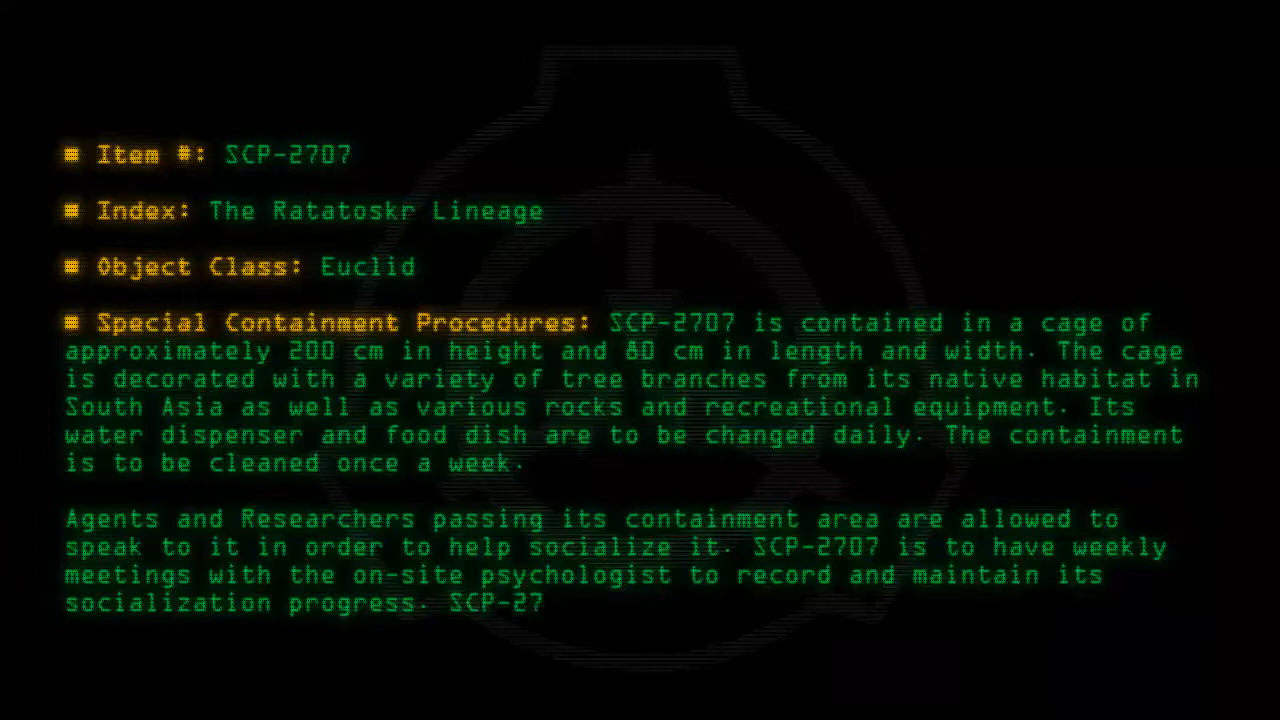 # Item #: SCP-2707
# Index: The Ratatoskr Lineage
# Object Class: Euclid
# Special Containment Procedures: SCP-2707 is contained in a cage of
approximately 200 cm in height and 80 cm in length and width. The cage
is decorated with a variety of tree branches from its native habitat in
South Asia as well as various rocks and recreational equipment. Its
water dispenser and food dish are to be changed daily. The containment
is to be cleaned once a week.
Agents and Researchers passing its containment area are allowed to
speak to it in order to help socialize it. SCP-2707 is to have weekly
meetings with the on-site psychologist to record and maintain its
socialization progress. SCP-27